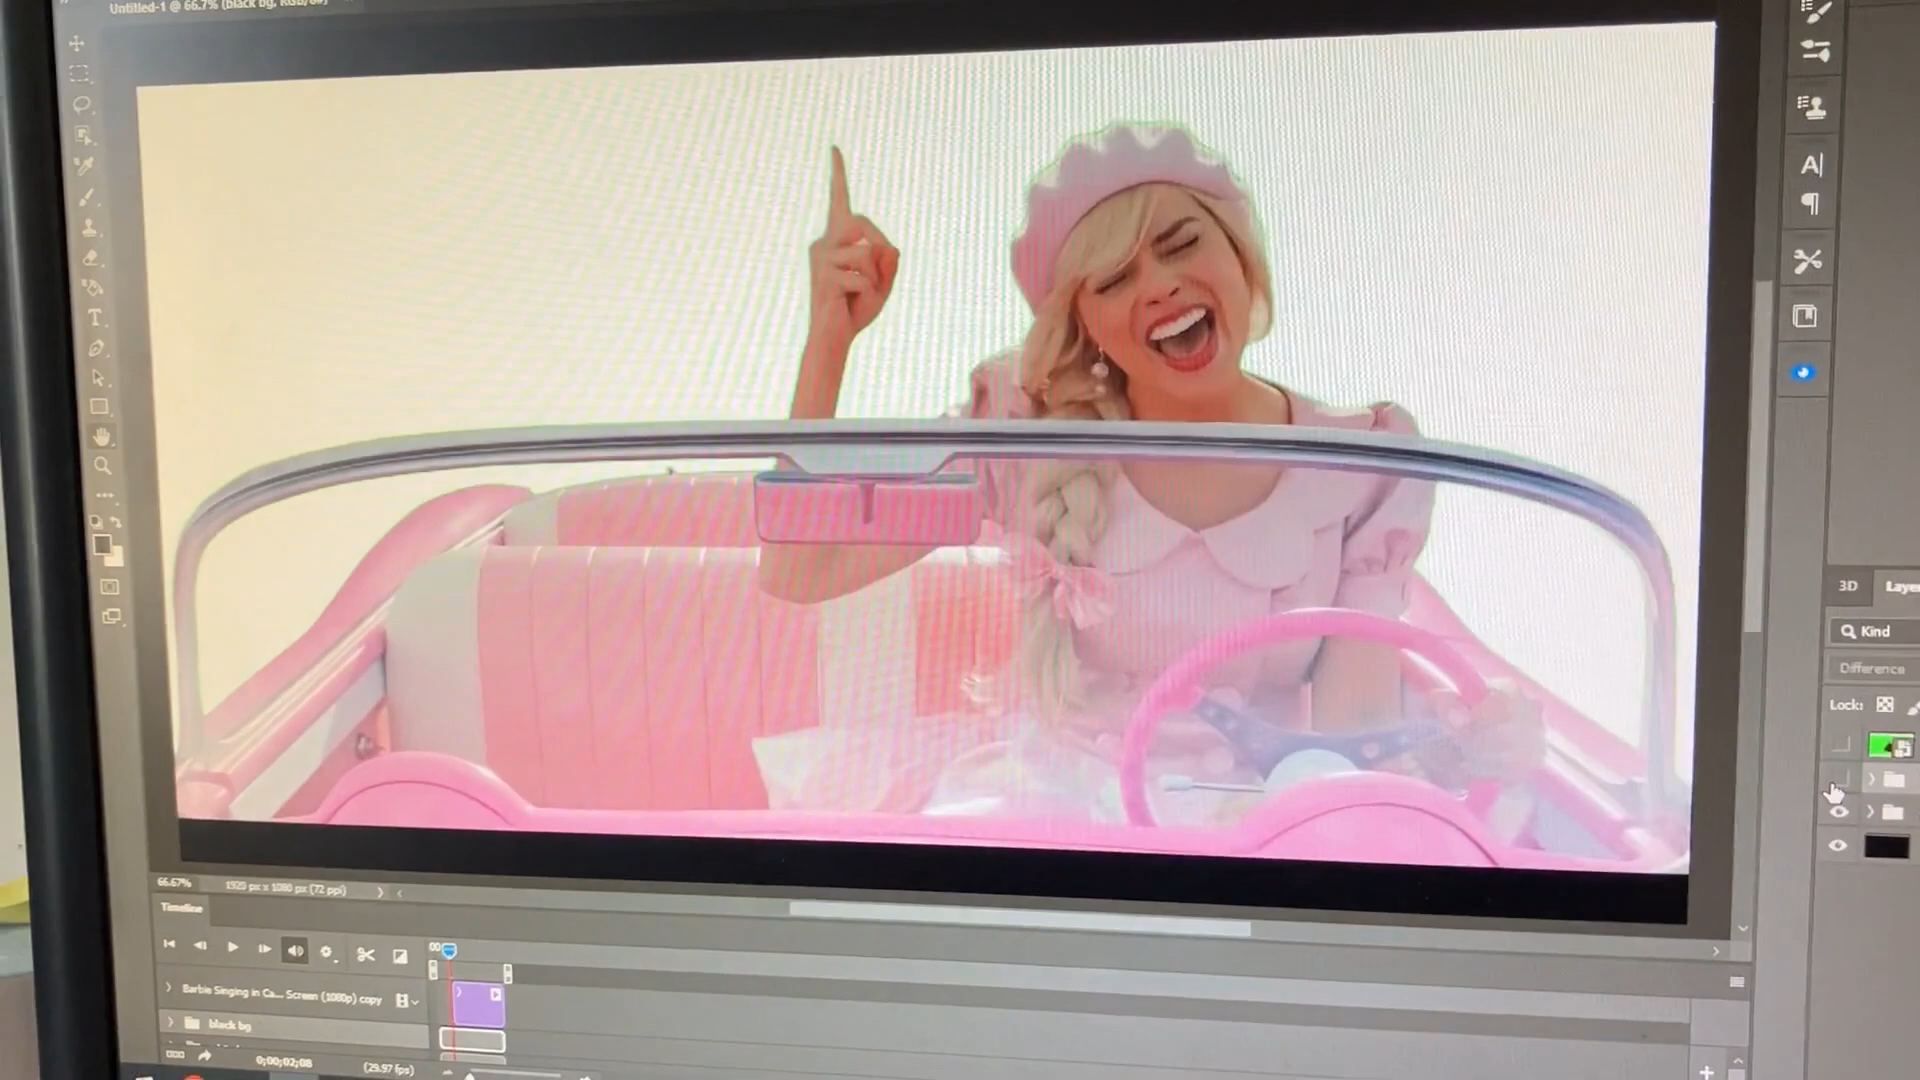 Untitled-1 @ 66.7% (black bg, RGB/8#)
3D
Kind
Difference
Lock:
66.67%
1920 px x 1080 px (72 ppi)
Timeline
00
Barbie Singing in Ca... Screen (1080p) copy
black bg
0;00;02;08
(29.97 fps)